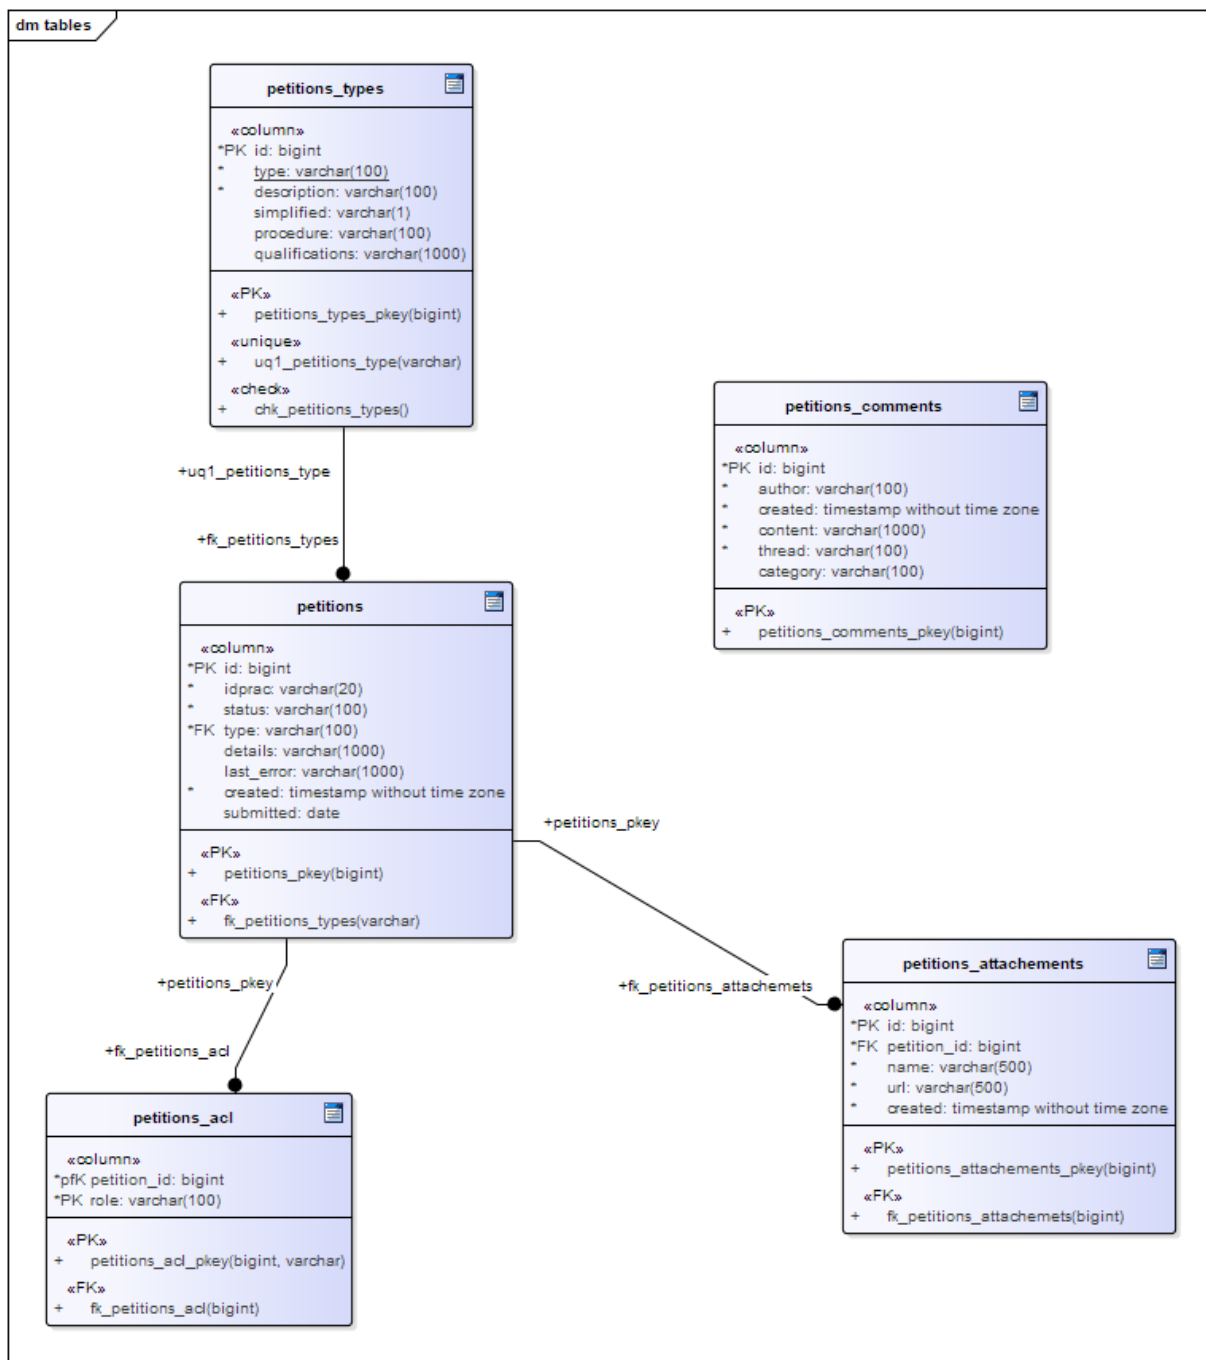 dm tables
petitions_types
«column»
*PK id: bigint
* type: varchar(100)
* description: varchar(100)
simplified: varchar(1)
procedure: varchar(100)
qualifications: varchar(1000)
«PK»
+ petitions_types_pkey(bigint)
«unique»
+ uq1_petitions_type(varchar)
«check»
+ chk_petitions_types()
petitions_comments
«column»
*PK id: bigint
* author: varchar(100)
* created: timestamp without time zone
* content: varchar(1000)
* thread: varchar(100)
category: varchar(100)
«PK»
+ petitions_comments_pkey(bigint)
+uq1_petitions_type
+fk_petitions_types
petitions
«column»
*PK id: bigint
* idprac: varchar(20)
* status: varchar(100)
*FK type: varchar(100)
details: varchar(1000)
last_error: varchar(1000)
* created: timestamp without time zone
submitted: date
«PK»
+ petitions_pkey(bigint)
«FK»
+ fk_petitions_types(varchar)
+petitions_pkey
+fk_petitions_attachemets
petitions_attachements
«column»
*PK id: bigint
*FK petition_id: bigint
* name: varchar(500)
* url: varchar(500)
* created: timestamp without time zone
«PK»
+ petitions_attachements_pkey(bigint)
«FK»
+ fk_petitions_attachemets(bigint)
+petitions_pkey
+fk_petitions_acl
petitions_acl
«column»
*pfK petition_id: bigint
*PK role: varchar(100)
«PK»
+ petitions_acl_pkey(bigint, varchar)
«FK»
+ fk_petitions_acl(bigint)